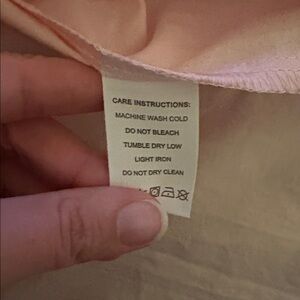 CARE INSTRUCTIONS:
MACHINE WASH COLD
DO NOT BLEACH
TUMBLE DRY LOW
LIGHT IRON
DO NOT DRY CLEAN